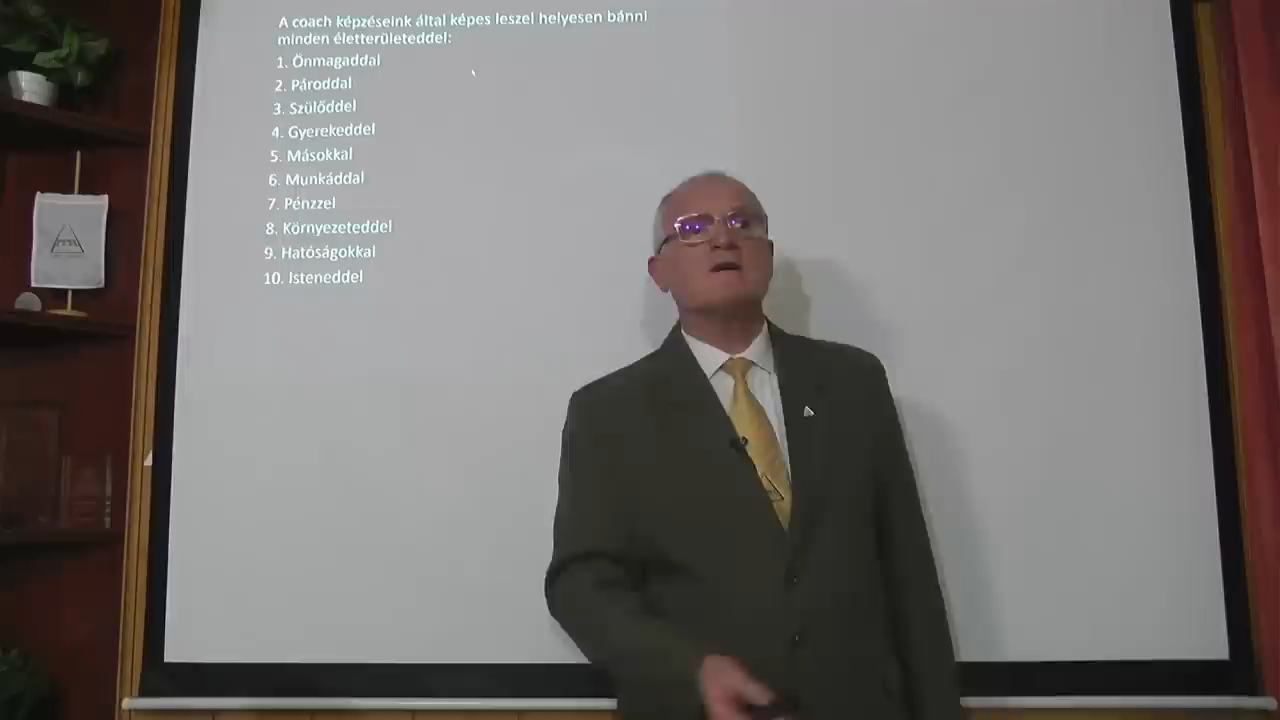 A coach képzéseink által képes leszel helyesen bánni
minden életterületeddel:
1. Önmagaddal
2. Pároddal
3. Szülőddel
4. Gyerekeddel
5. Másokkal
6. Munkáddal
7. Pénzzel
8. Környezeteddel
9. Hatóságokkal
10. Isteneddel